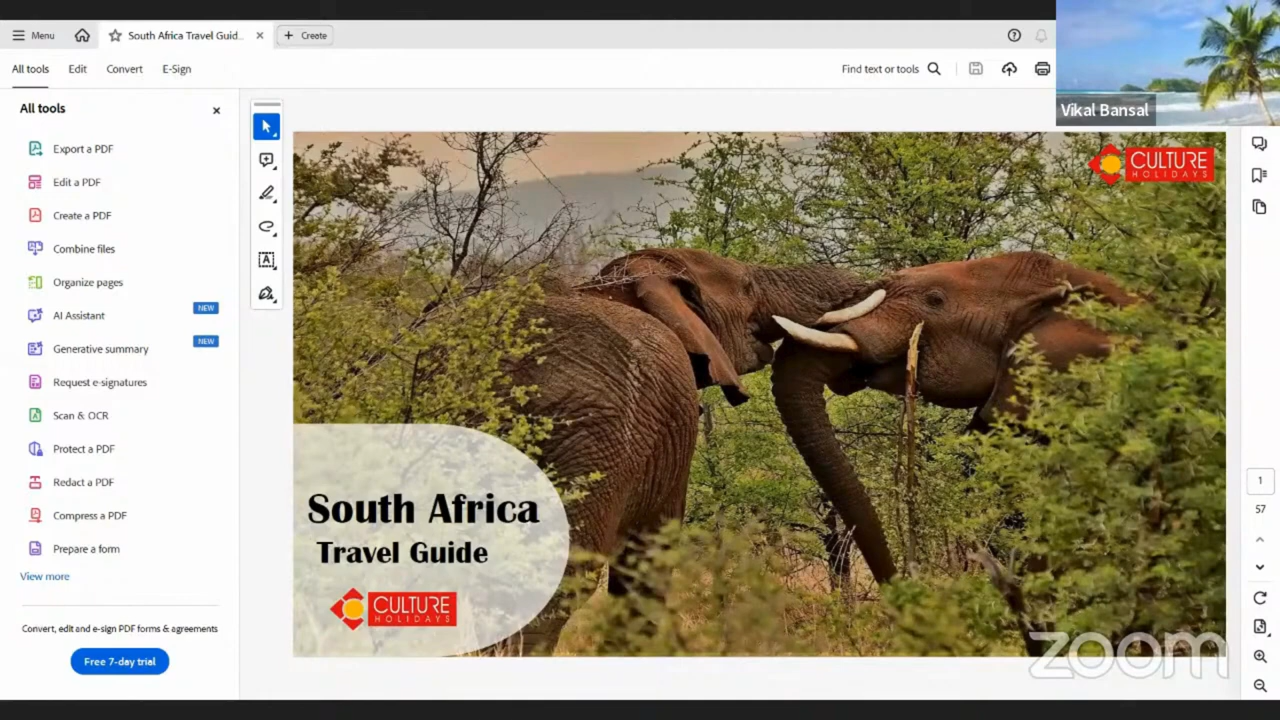 Menu
South Africa Travel Guid...
Create
All tools
Edit
Convert
E-Sign
Find text or tools
Vikal Bansal
All tools
Export a PDF
Edit a PDF
Create a PDF
Combine files
Organize pages
AI Assistant
NEW
Generative summary
NEW
Request e-signatures
Scan & OCR
Protect a PDF
Redact a PDF
Compress a PDF
Prepare a form
View more
Convert, edit and e-sign PDF forms & agreements
Free 7-day trial
CULTURE
HOLIDAYS
South Africa
Travel Guide
CULTURE
HOLIDAYS
1
57
zoom